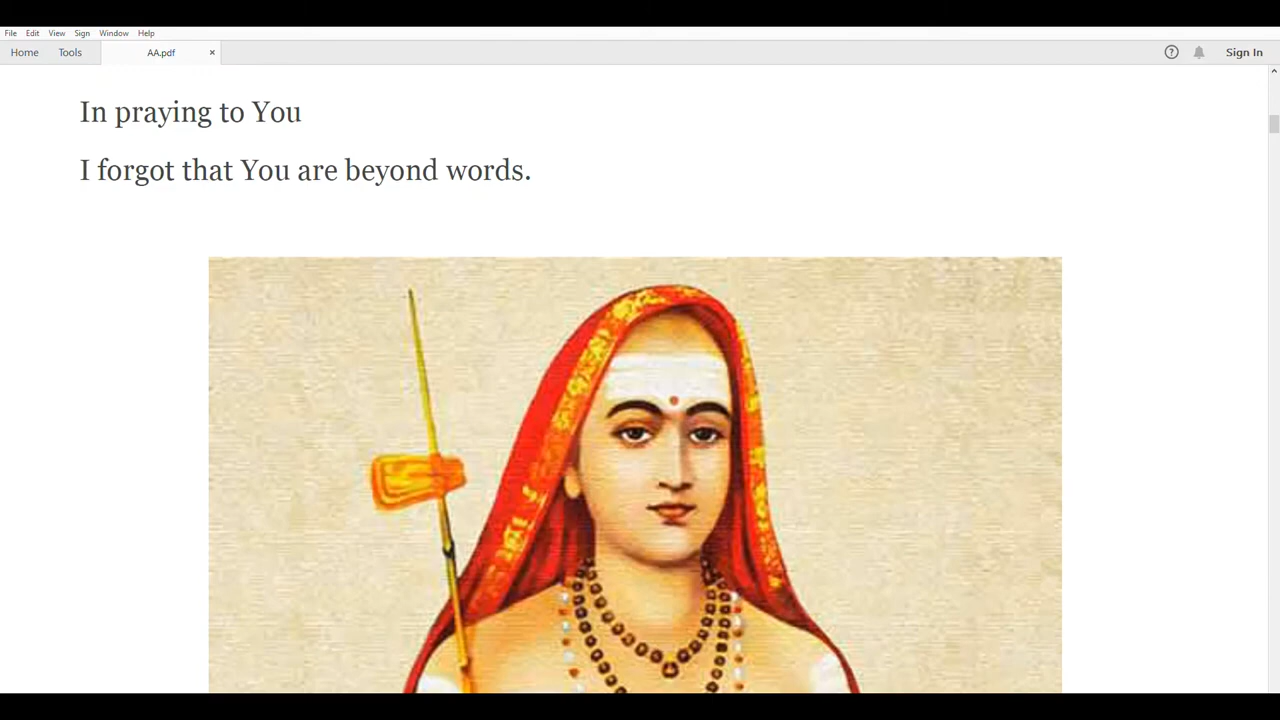 File Edit View Sign Window Help
Home Tools AA.pdf × ? Sign In
In praying to You
I forgot that You are beyond words.